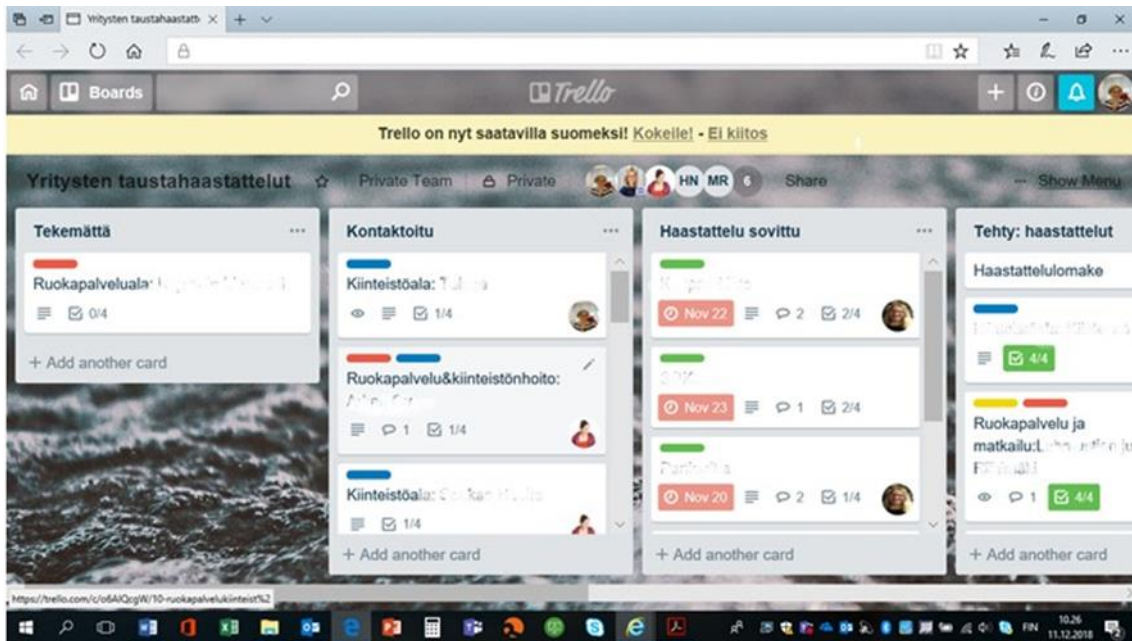 Yritysten taustahaastatt
Boards
Trello
Trello on nyt saatavilla suomeksi! Kokeile! - Ei kiitos
Yritysten taustahaastattelut
Private Team
Private
HN
MR
6
Share
... Show Menu
Tekemättä
Ruokapalveluala:
0/4
+ Add another card
Kontaktoitu
Kiinteistöala:
1/4
Ruokapalvelu&kiinteistönhoito:
1 1/4
Kiinteistöala:
1/4
+ Add another card
Haastattelu sovittu
Nov 22 2 2/4
Nov 23 1 2/4
Nov 20 2 1/4
+ Add another card
Tehty: haastattelut
Haastattelulomake
4/4
Ruokapalvelu ja
matkailu:
1 4/4
+ Add another card
https://trello.com/c/o6AlQcgW/10-ruokapalvelukiinteist%2
FIN
10.26
11.12.2018